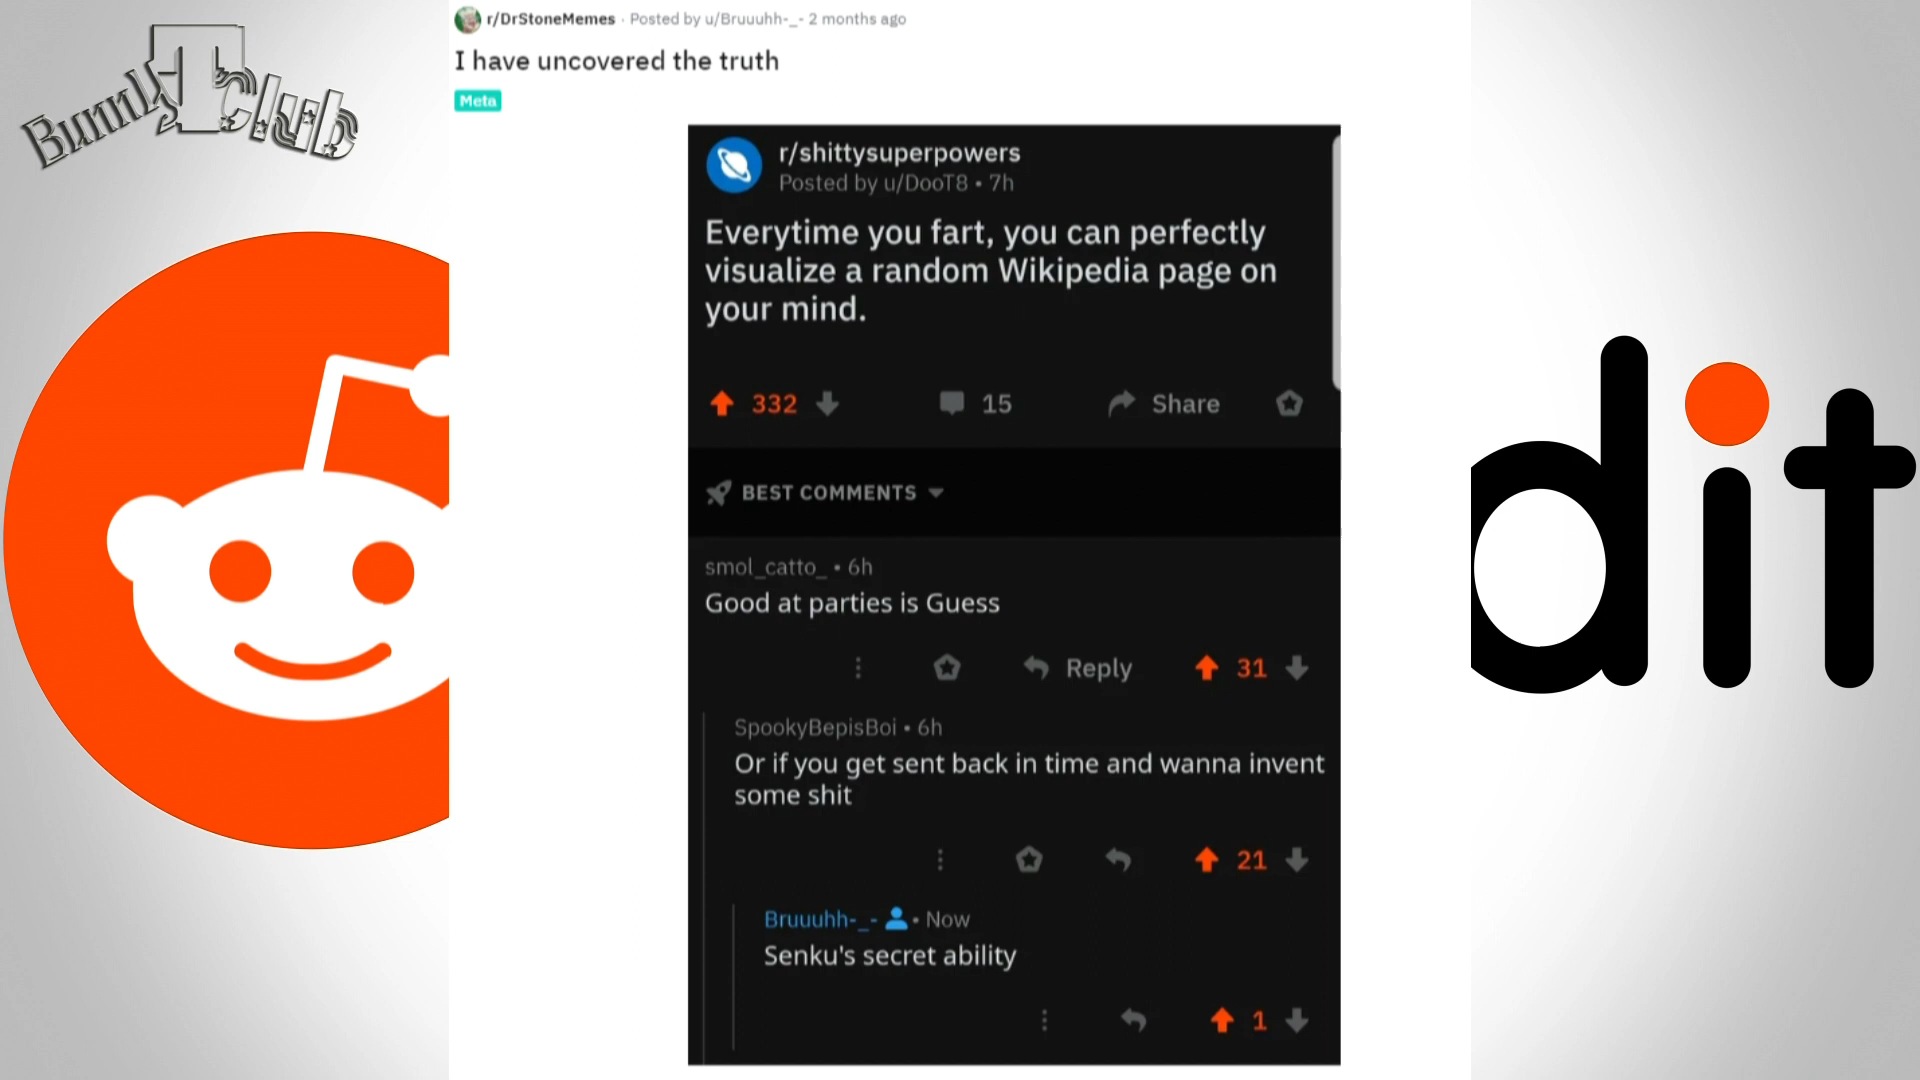 Bunny T Club
r/DrStoneMemes · Posted by u/Bruuuhh-_- 2 months ago
I have uncovered the truth
Meta
r/shittysuperpowers
Posted by u/DooT8 • 7h
Everytime you fart, you can perfectly
visualize a random Wikipedia page on
your mind.
332 15 Share
BEST COMMENTS
smol_catto_ • 6h
Good at parties is Guess
Reply 31
SpookyBepisBoi • 6h
Or if you get sent back in time and wanna invent
some shit
21
Bruuuhh-_- • Now
Senku's secret ability
1
dit